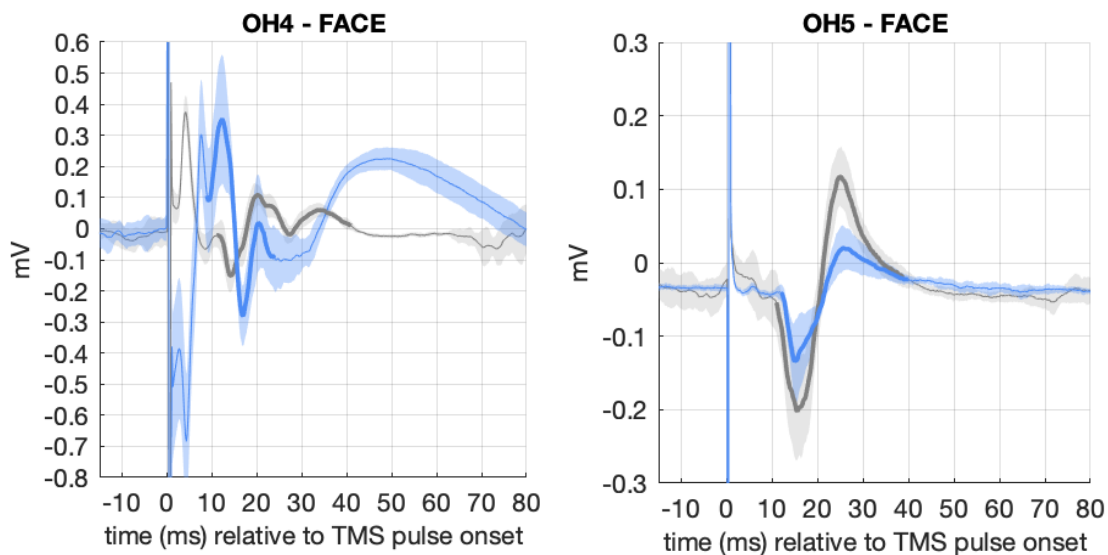 OH4 - FACE
0.6
0.5
0.4
0.3
0.2
0.1
0
-0.1
-0.2
-0.3
-0.4
-0.5
-0.6
-0.7
-0.8
mV
-10 0 10 20 30 40 50 60 70 80
time (ms) relative to TMS pulse onset
OH5 - FACE
0.3
0.2
0.1
0
-0.1
-0.2
-0.3
mV
-10 0 10 20 30 40 50 60 70 80
time (ms) relative to TMS pulse onset